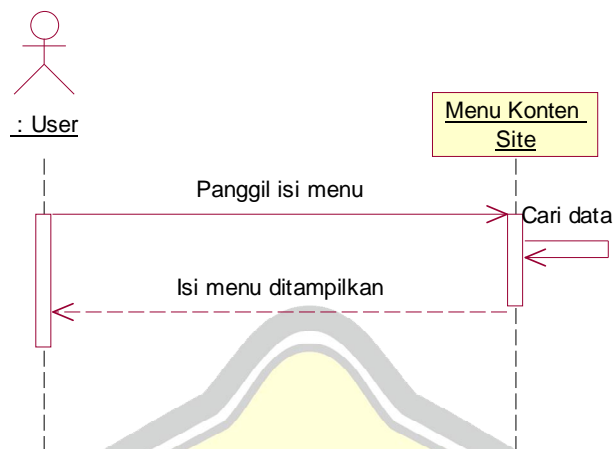 : User
Menu Konten
Site
Panggil isi menu
Cari data
Isi menu ditampilkan